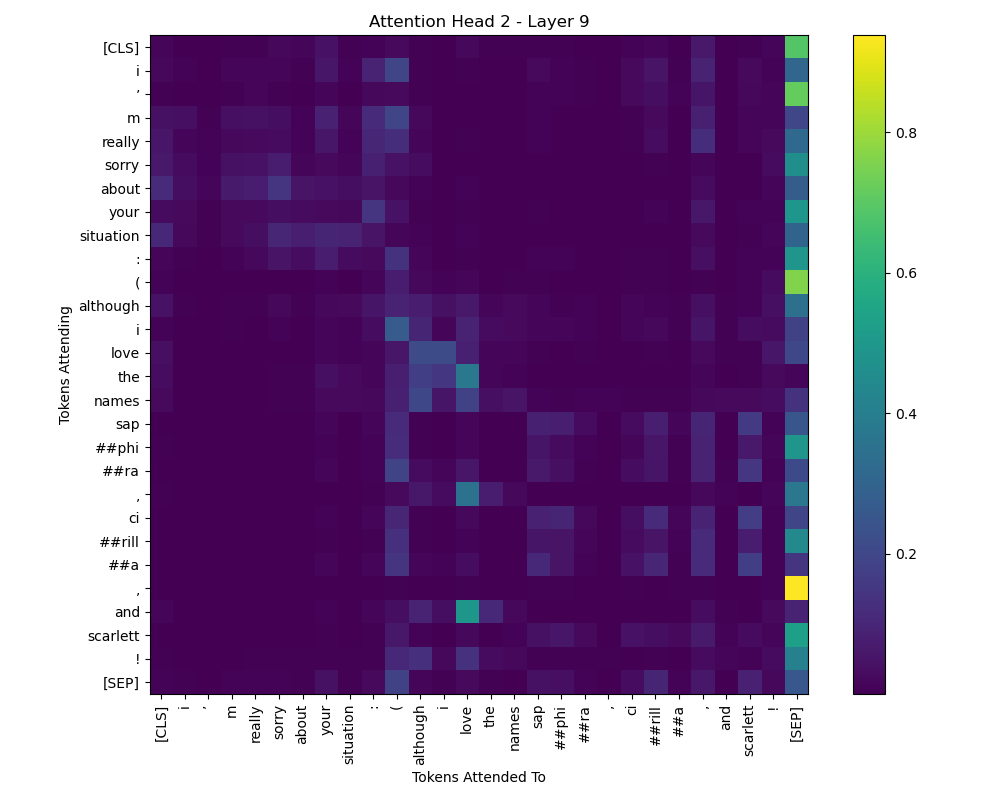 Attention Head 2 - Layer 9
[CLS]
i
'
m
really
sorry
about
your
situation
:
(
although
i
love
the
names
sap
##phi
##ra
,
ci
##rill
##a
,
and
scarlett
!
[SEP]
Tokens Attending
[CLS]
i
'
m
really
sorry
about
your
situation
:
(
although
i
love
the
names
sap
##phi
##ra
,
ci
##rill
##a
,
and
scarlett
!
[SEP]
Tokens Attended To
0.8
0.6
0.4
0.2